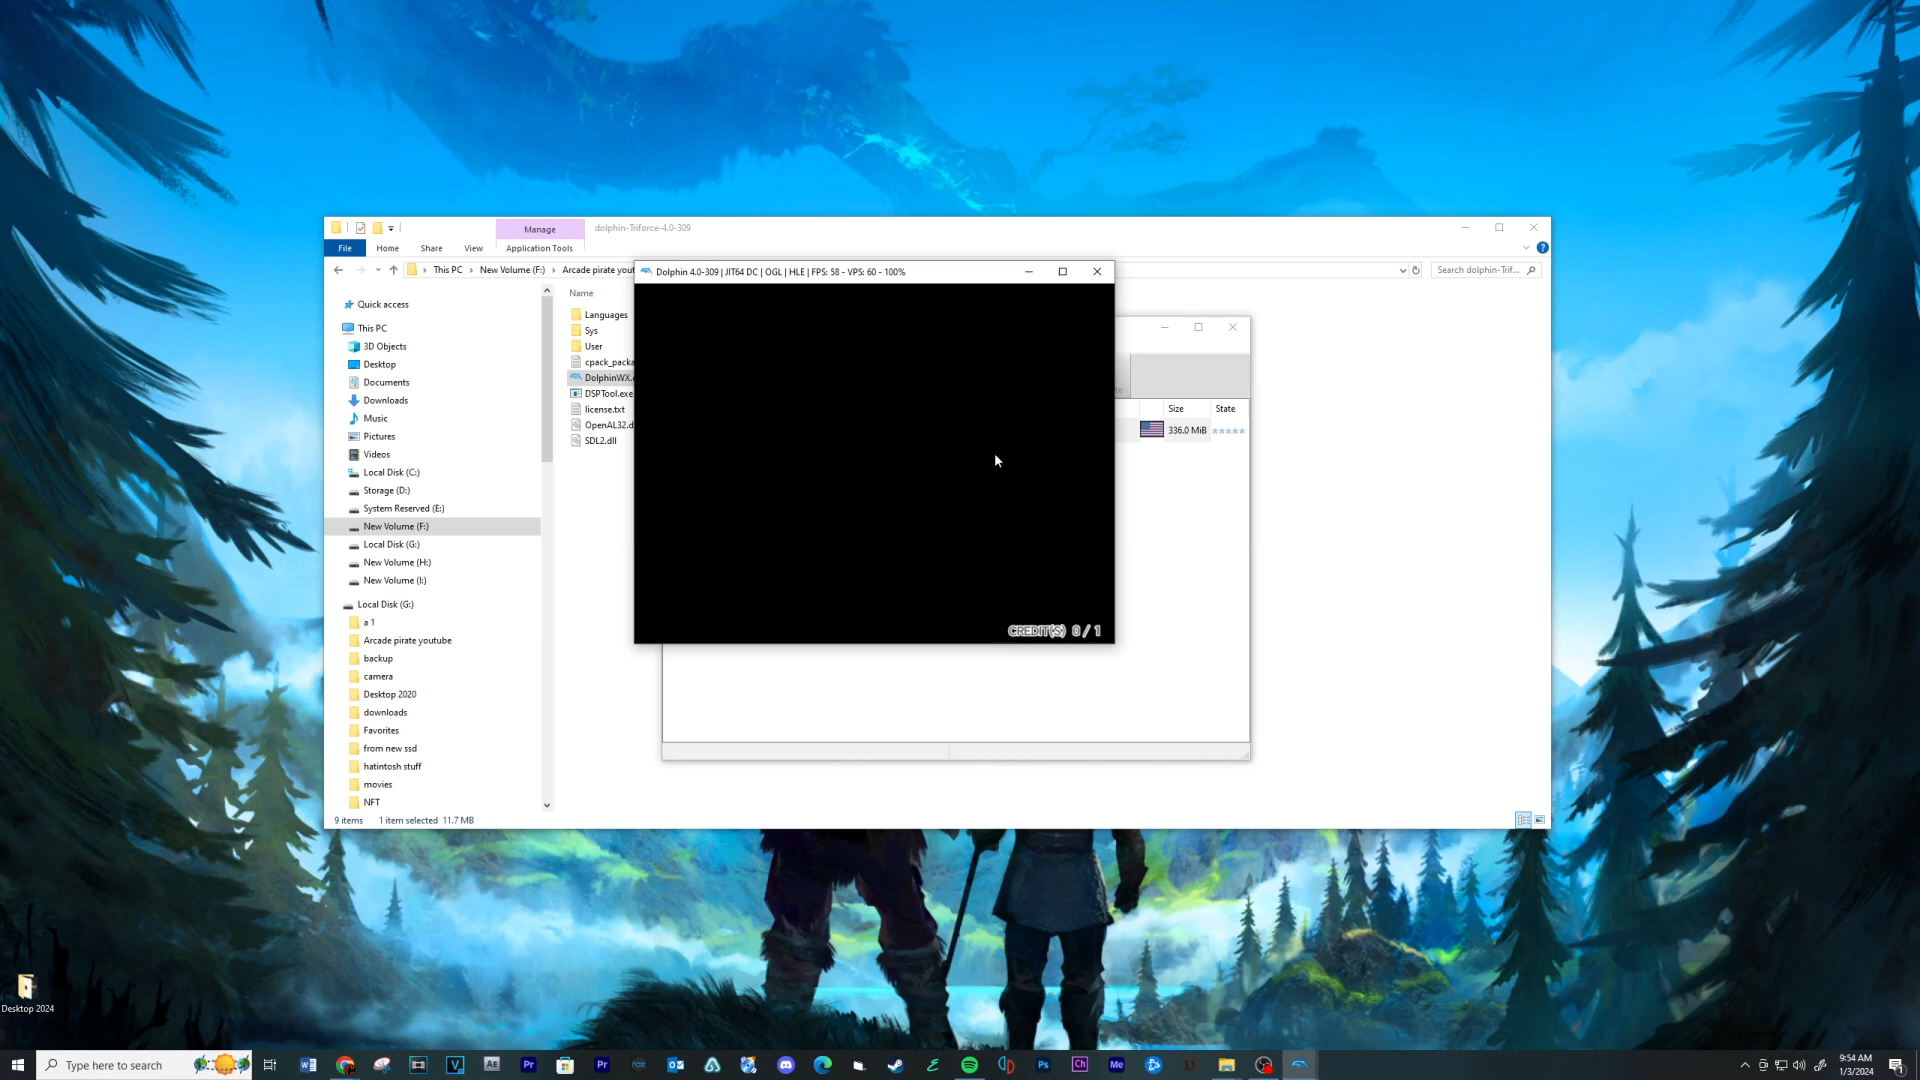 Manage
dolphin-Triforce-4.0-309
File
Home
Share
View
Application Tools
This PC
New Volume (F:)
Arcade pirate yout
Search dolphin-Trif...
Dolphin 4.0-309 | JIT64 DC | OGL | HLE | FPS: 58 - VPS: 60 - 100%
Quick access
This PC
3D Objects
Desktop
Documents
Downloads
Music
Pictures
Videos
Local Disk (C:)
Storage (D:)
System Reserved (E:)
New Volume (F:)
Local Disk (G:)
New Volume (H:)
New Volume (I:)
Local Disk (G:)
a 1
Arcade pirate youtube
backup
camera
Desktop 2020
downloads
Favorites
from new ssd
hatintosh stuff
movies
NFT
Name
Languages
Sys
User
cpack_packa
DolphinWX.
DSPTool.exe
license.txt
OpenAL32.d
SDL2.dll
Size
State
336.0 MiB
CREDIT(S) 0 / 1
9 items
1 item selected 11.7 MB
Desktop 2024
Type here to search
W
V
AE
Pr
Pr
Ps
Ch
Me
9:54 AM
1/3/2024